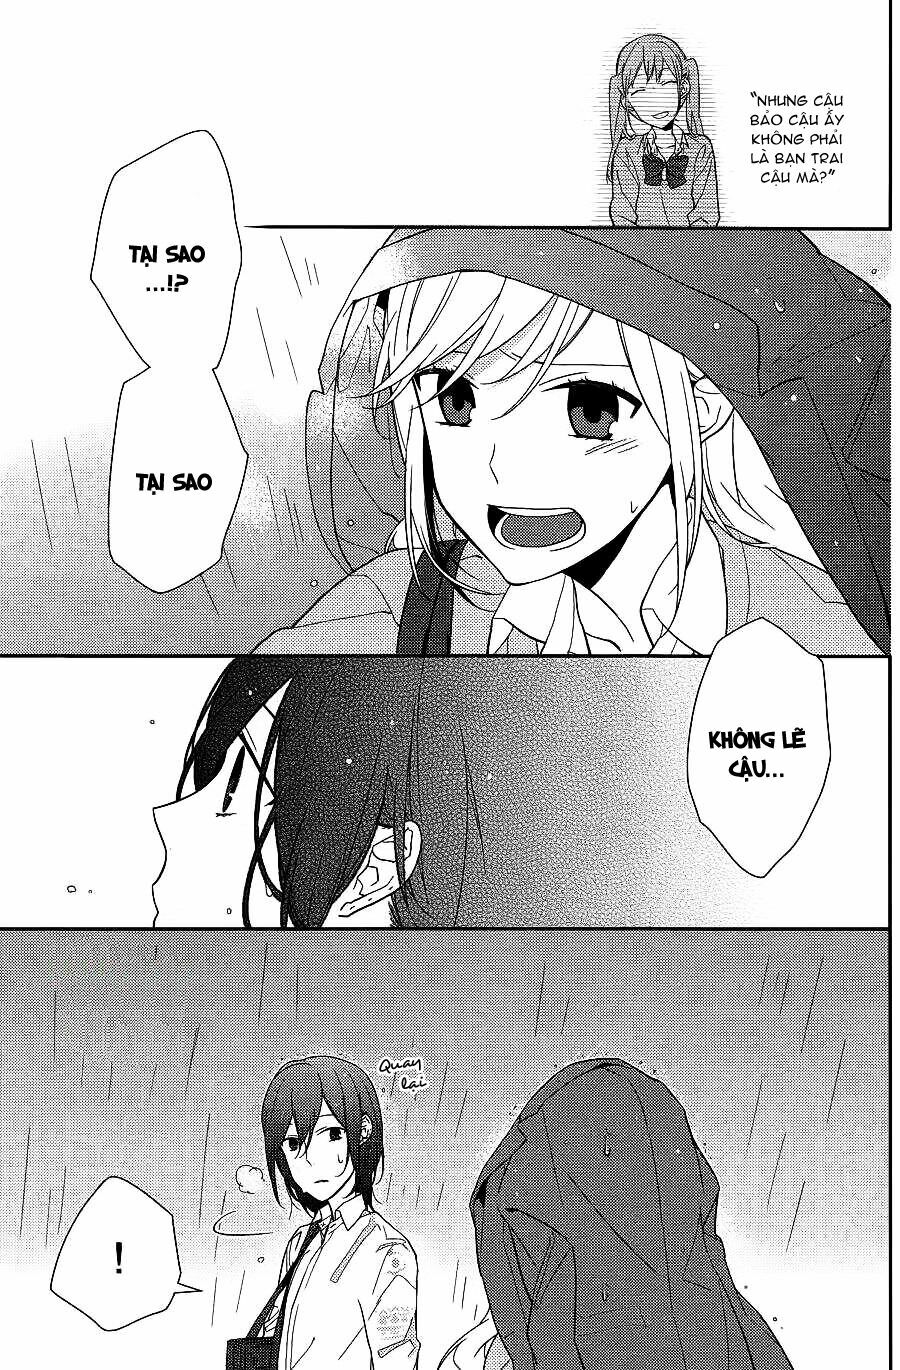 "NHƯNG CẬU
BẢO CẬU ẤY
KHÔNG PHẢI
LÀ BẠN TRAI
CẬU MÀ?"
TẠI SAO
...!?
TẠI SAO
KHÔNG LẼ
CẬU...
Quay
lại
!